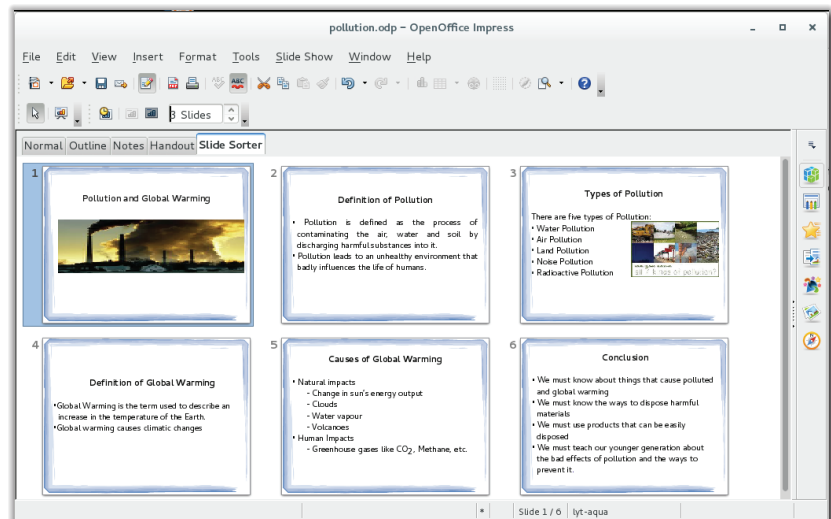 pollution.odp – OpenOffice Impress
File Edit View Insert Format Tools Slide Show Window Help
3 Slides
Normal Outline Notes Handout Slide Sorter
1
Pollution and Global Warming
2
Definition of Pollution
• Pollution is defined as the process of
contaminating the air, water and soil by
discharging harmful substances into it.
• Pollution leads to an unhealthy environment that
badly influences the life of humans.
3
Types of Pollution
There are five types of Pollution:
• Water Pollution
• Air Pollution
• Land Pollution
• Noise Pollution
• Radioactive Pollution
4
Definition of Global Warming
•Global Warming is the term used to describe an
increase in the temperature of the Earth.
•Global warming causes climatic changes
5
Causes of Global Warming
• Natural impacts
- Change in sun's energy output
- Clouds
- Water vapour
- Volcanoes
• Human Impacts
- Greenhouse gases like CO2, Methane, etc.
6
Conclusion
• We must know about things that cause polluted
and global warming
• We must know the ways to dispose harmful
materials
• We must use products that can be easily
disposed
• We must teach our younger generation about
the bad effects of pollution and the ways to
prevent it.
* Slide 1 / 6 lyt-aqua